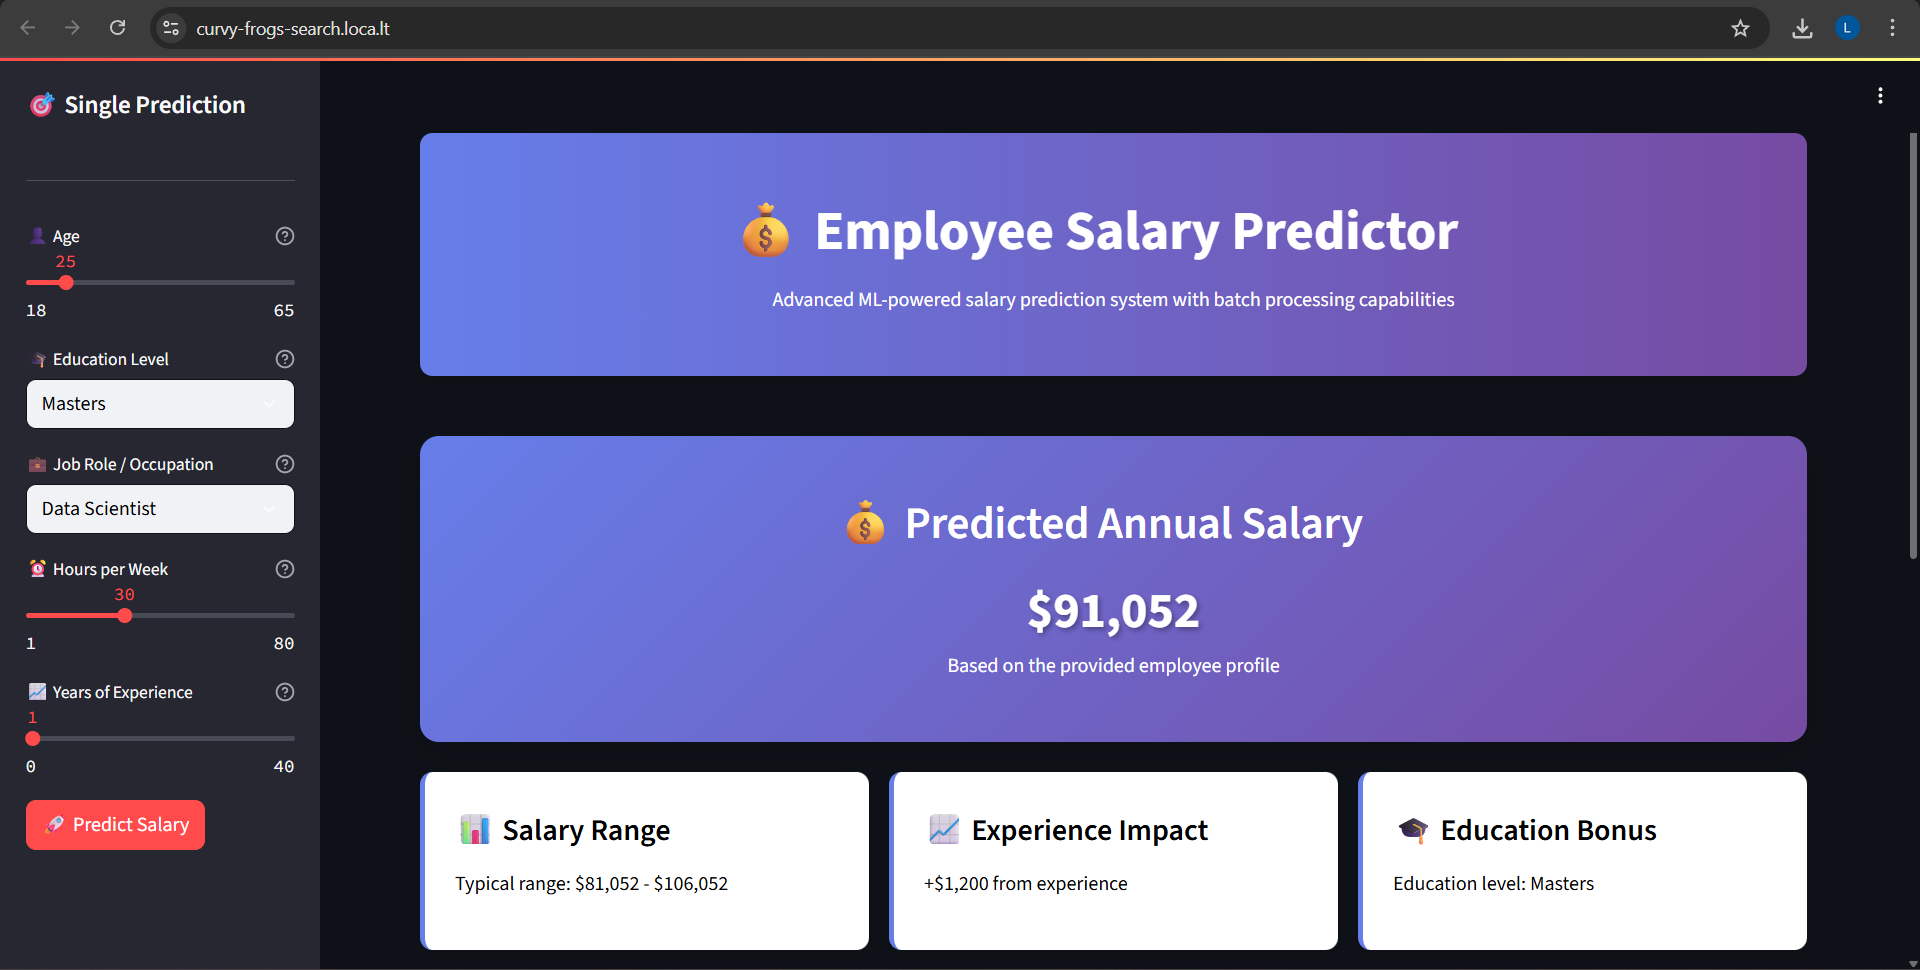 curvy-frogs-search.loca.lt
L
Single Prediction
Age
25
18 65
Education Level
Masters
Job Role / Occupation
Data Scientist
Hours per Week
30
1 80
Years of Experience
1
0 40
Predict Salary
Employee Salary Predictor
Advanced ML-powered salary prediction system with batch processing capabilities
Predicted Annual Salary
$91,052
Based on the provided employee profile
Salary Range
Typical range: $81,052 - $106,052
Experience Impact
+$1,200 from experience
Education Bonus
Education level: Masters